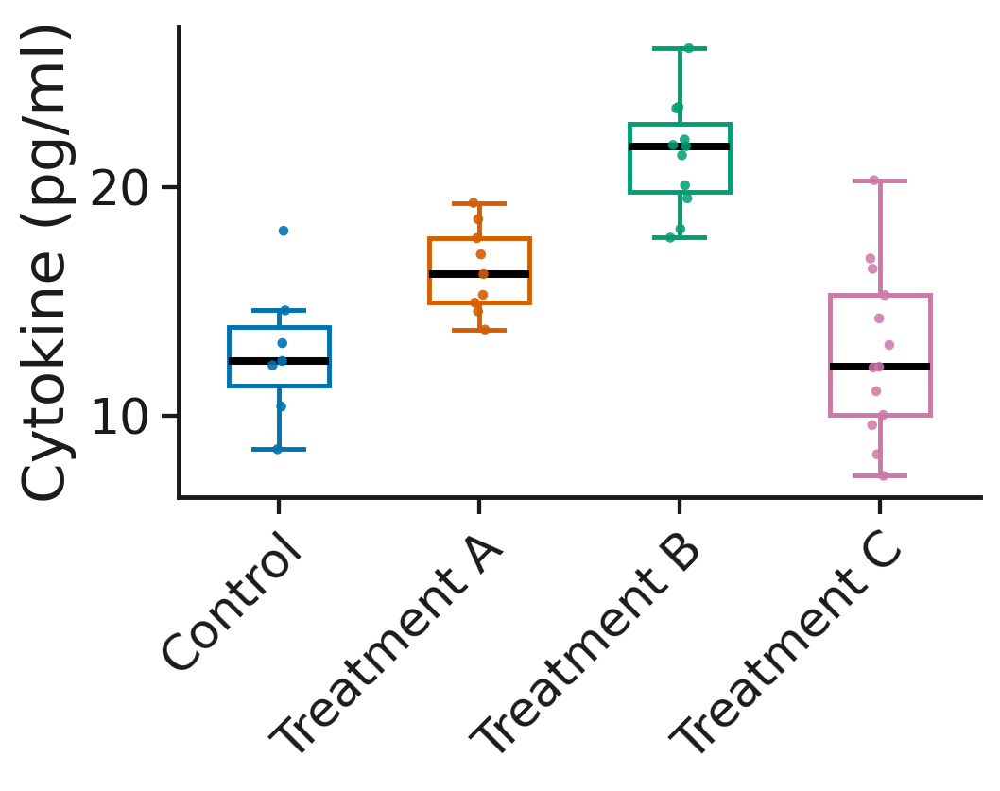 Cytokine (pg/ml)
20
10
Control
Treatment A
Treatment B
Treatment C